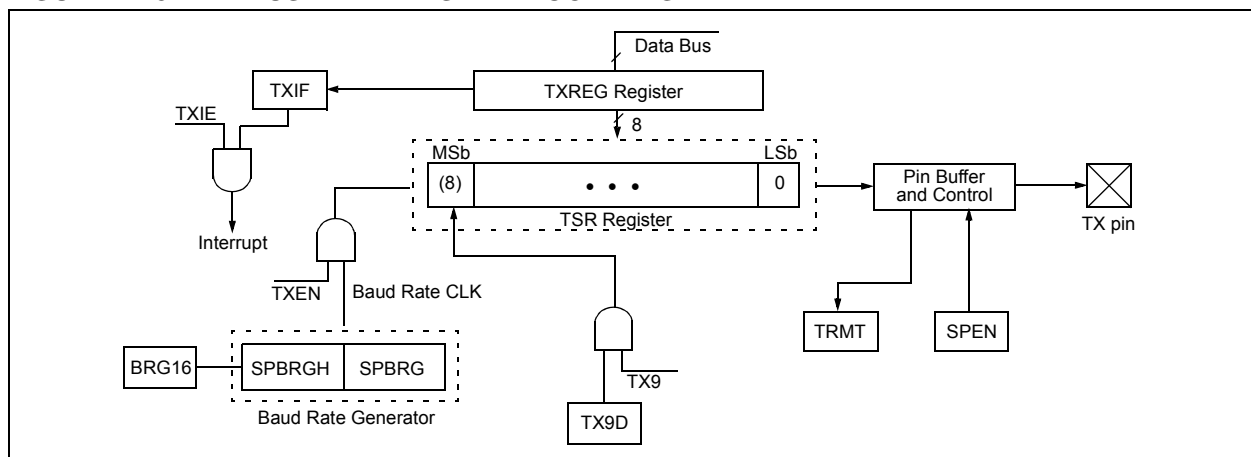 Data Bus
TXIF
TXREG Register
TXIE
8
MSb
LSb
(8)
• • •
0
Pin Buffer
and Control
TSR Register
TX pin
Interrupt
TXEN
Baud Rate CLK
TRMT
SPEN
BRG16
SPBRGH
SPBRG
TX9
Baud Rate Generator
TX9D